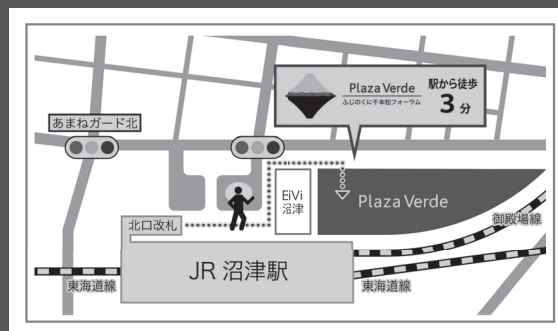 Plaza Verde
ふじのくに千本松フォーラム
駅から徒歩
3分
あまねガード北
EiVi
沼津
Plaza Verde
北口改札
御殿場線
JR 沼津駅
東海道線
東海道線